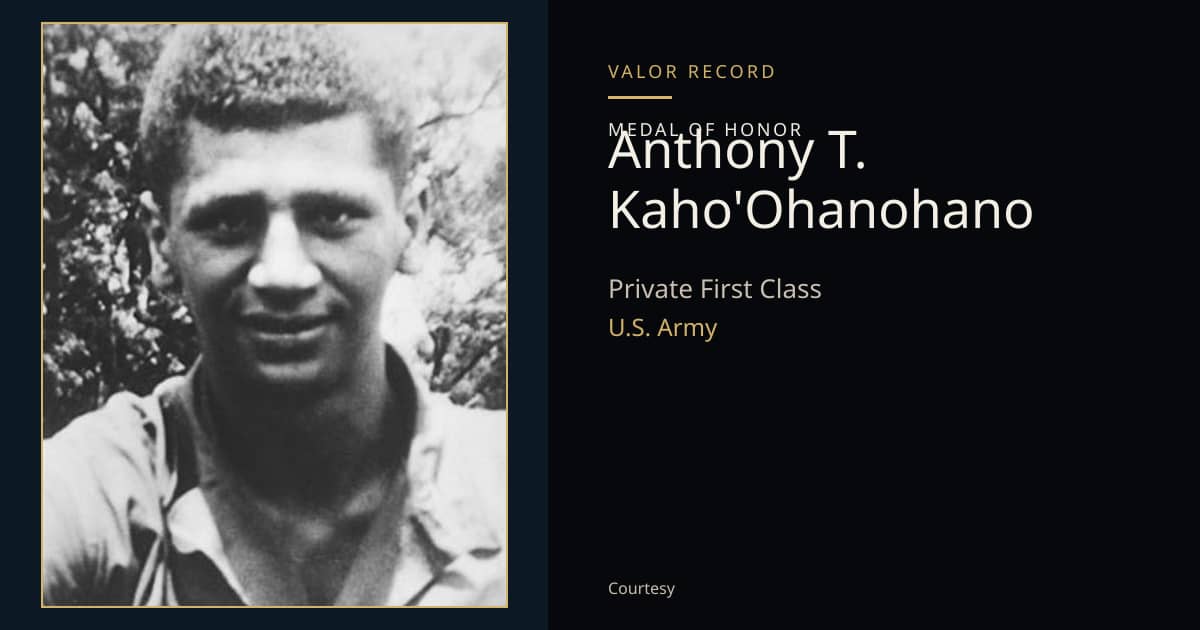 VALOR RECORD
MEDAL OF HONOR
Anthony T.
Kaho'Ohanohano
Private First Class
U.S. Army
Courtesy